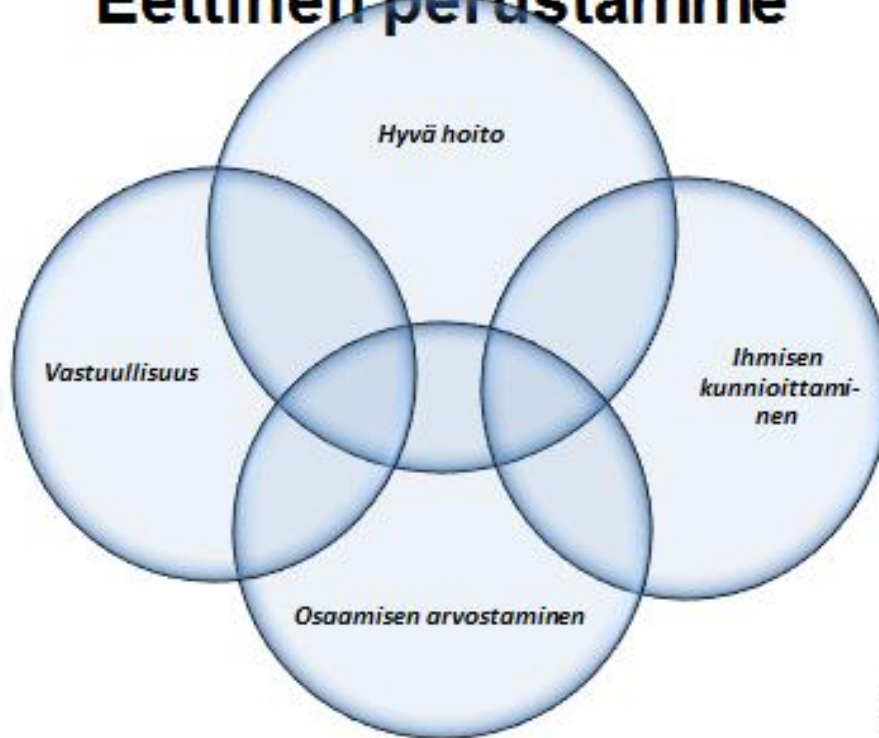 Eettinen perustamme
Hyvä hoito
Vastuullisuus
Ihmisen
kunnioittami-
nen
Osaamisen arvostaminen